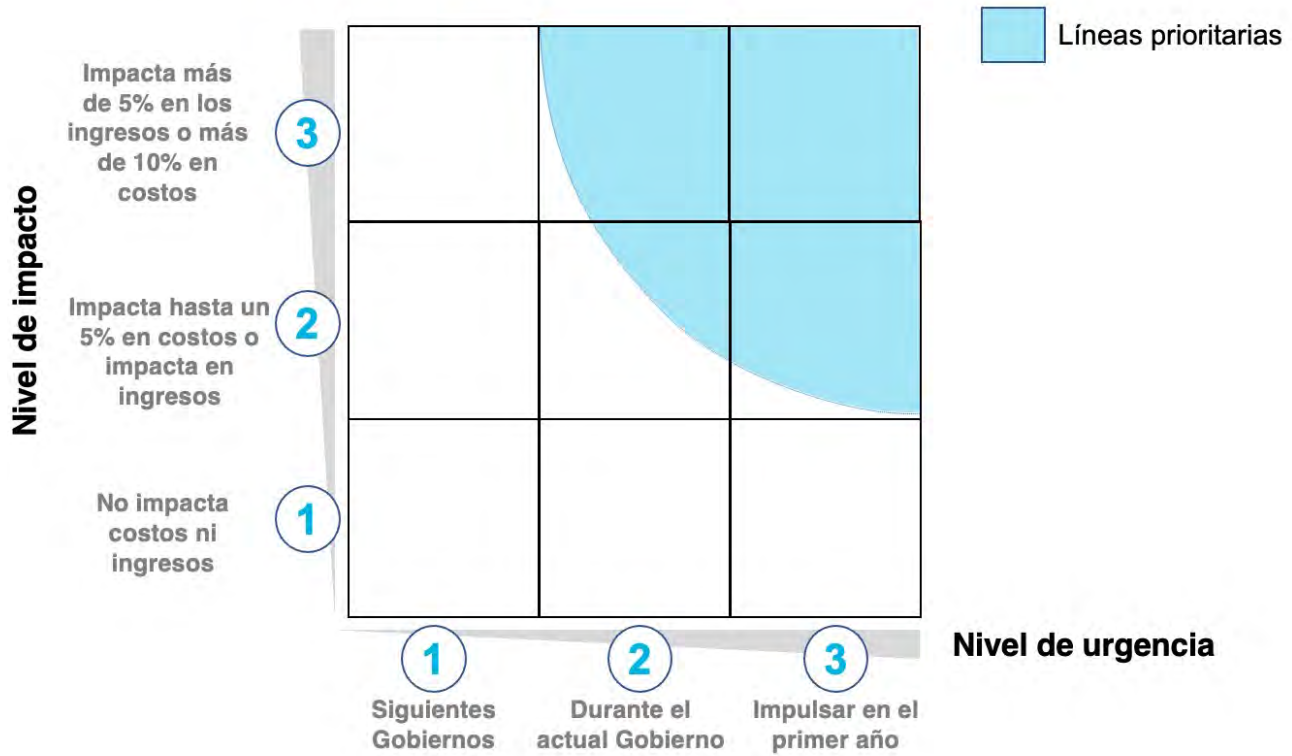 Líneas prioritarias
Nivel de impacto
Impacta más
de 5% en los
ingresos o más
de 10% en
costos
3
Impacta hasta un
5% en costos o
impacta en
ingresos
2
No impacta
costos ni
ingresos
1
1
2
3
Nivel de urgencia
Siguientes
Gobiernos
Durante el
actual Gobierno
Impulsar en el
primer año